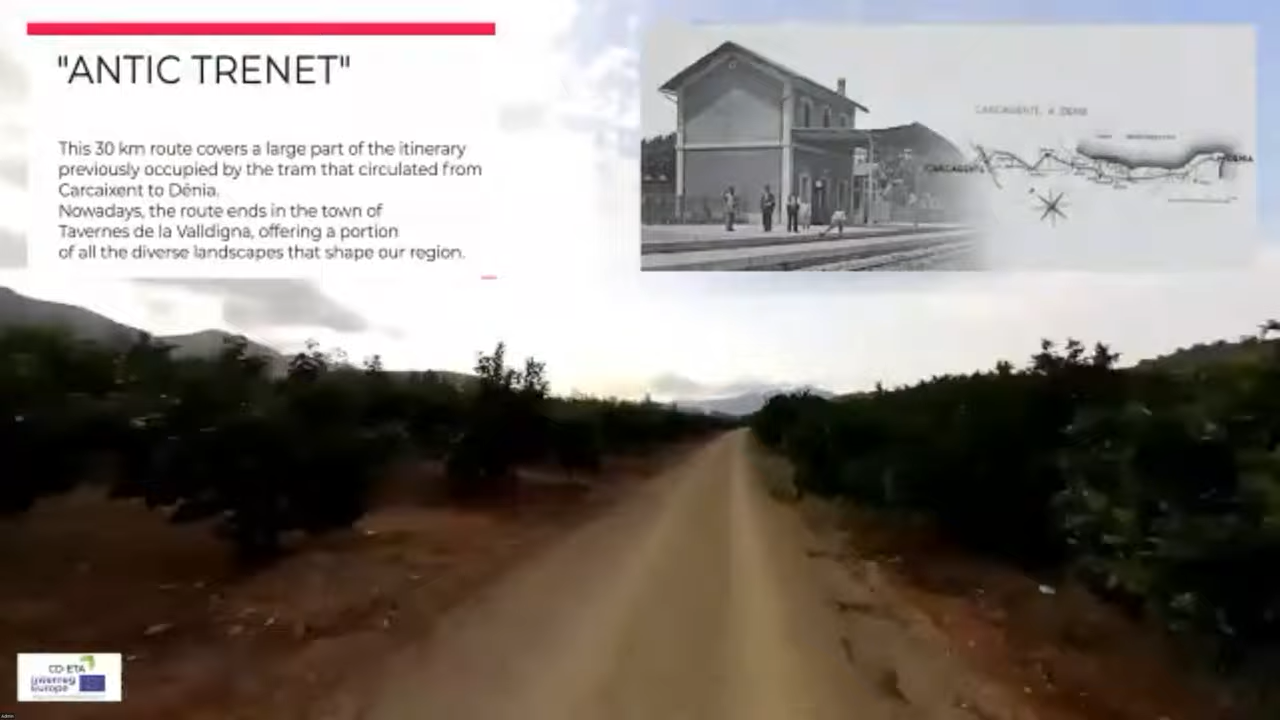 "ANTIC TRENET"
This 30 km route covers a large part of the itinerary
previously occupied by the tram that circulated from
Carcaixent to Dénia.
Nowadays, the route ends in the town of
Tavernes de la Valldigna, offering a portion
of all the diverse landscapes that shape our region.
CARCAGENTE A DENIA
CARCAGENTE
DENIA
CO-ETA
Interreg
Europe